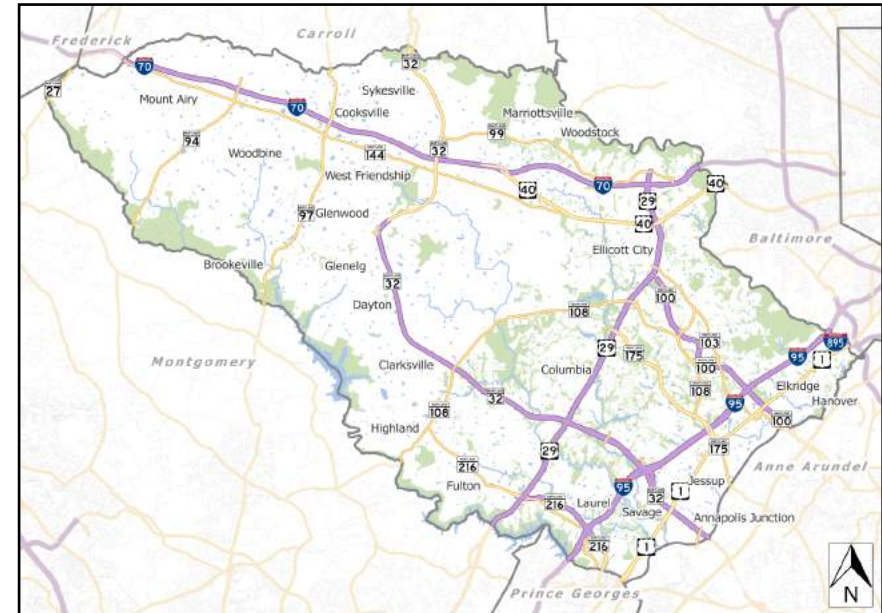 Carroll
Frederick
32
70
27
Mount Airy
Sykesville
70
Cooksville
Marriottsville
94
99
Woodstock
Woodbine
144
32
West Friendship
40
70
40
29
97
Glenwood
40
Ellicott City
Baltimore
Brookeville
Glenelg
32
100
Dayton
108
103
895
29
175
95
1
Montgomery
Clarksville
Columbia
100
Elkridge
108
32
95
Hanover
108
100
Highland
29
175
216
Anne Arundel
Fulton
95
Jessup
216
Laurel
32
1
Savage
Annapolis Junction
216
1
Prince Georges
N